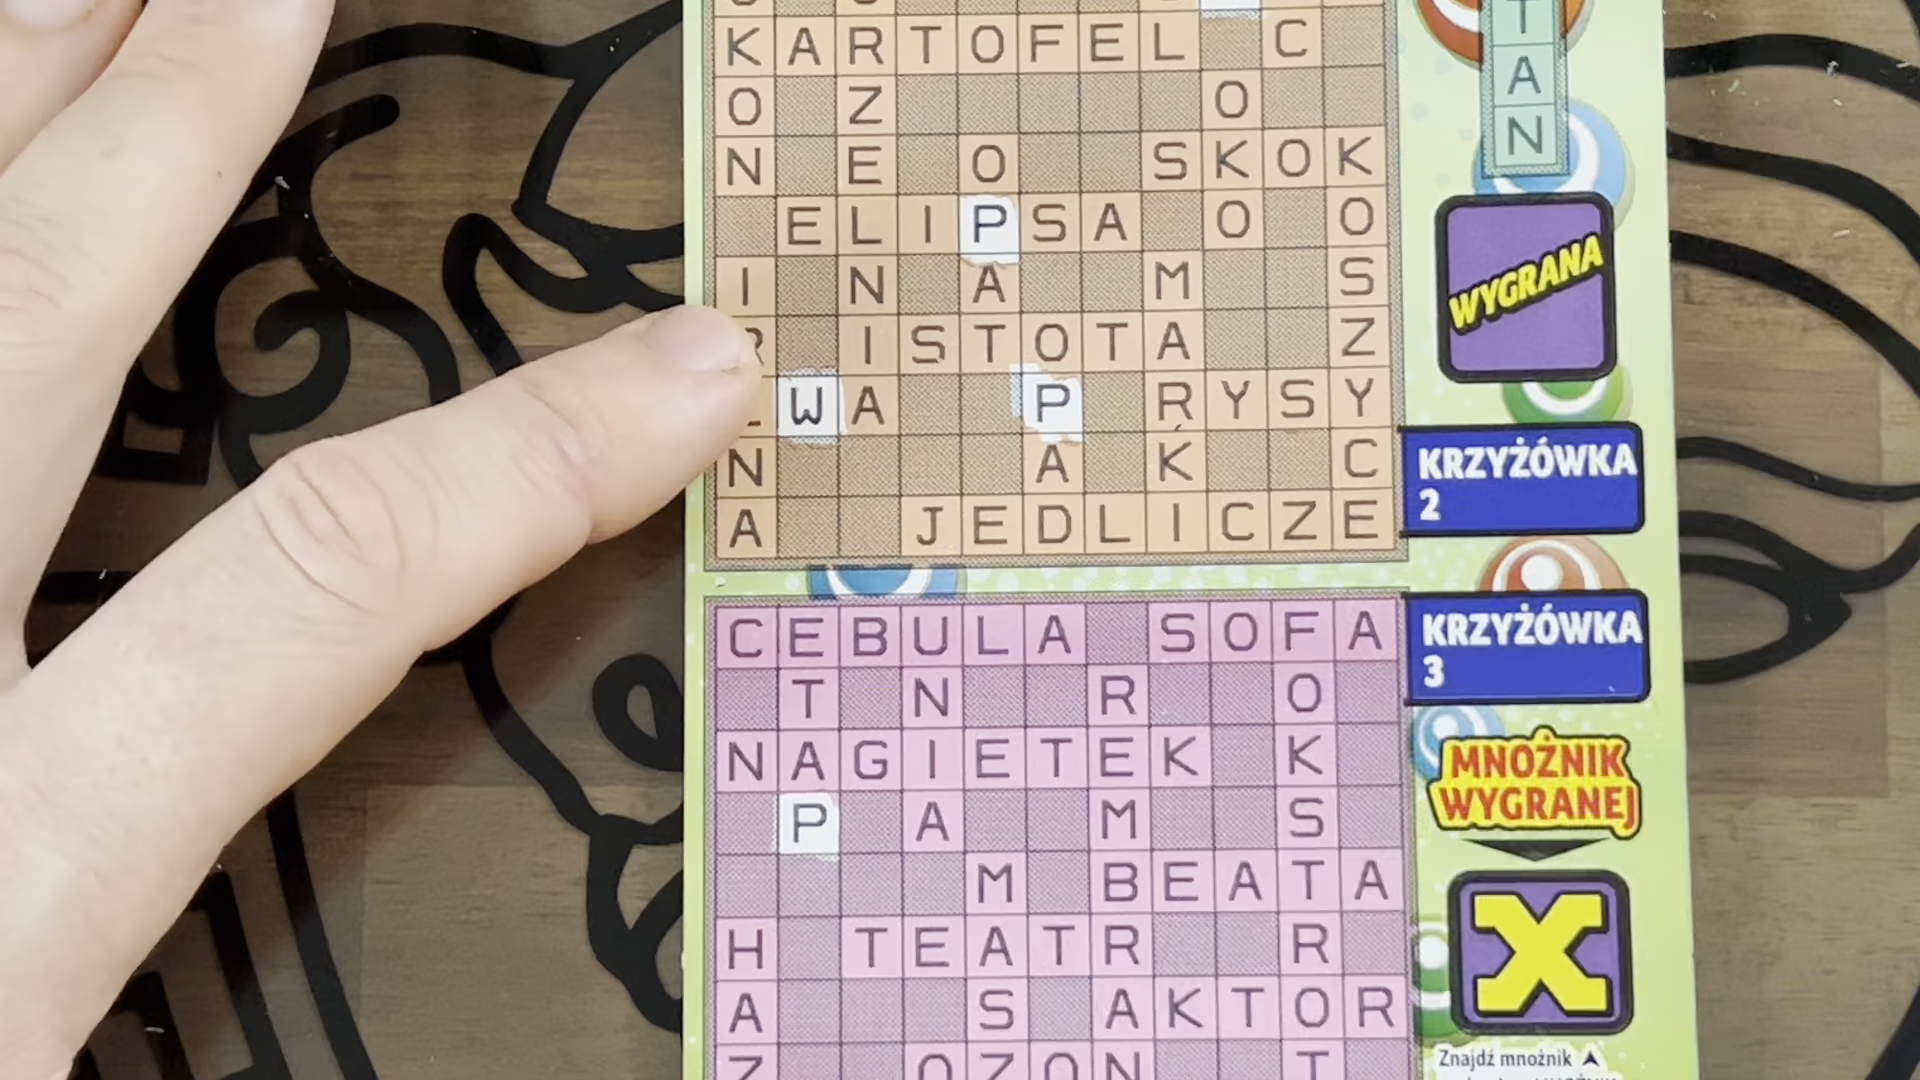 KARTOFEL C
T
A
N
O Z O
N E O SKOK
ELIPSA O O
I N A M S
ISTOTA Z
WA P RYSY
N A K C
A JEDLICZE
WYGRANA
KRZYŻÓWKA
2
CEBULA SOFA
T N R O
NAGIETEK K
P A M S
M BEATA
H TEATR R
A S AKTOR
OZON
KRZYŻÓWKA
3
MNOŻNIK
WYGRANEJ
X
Znajdź mnożnik